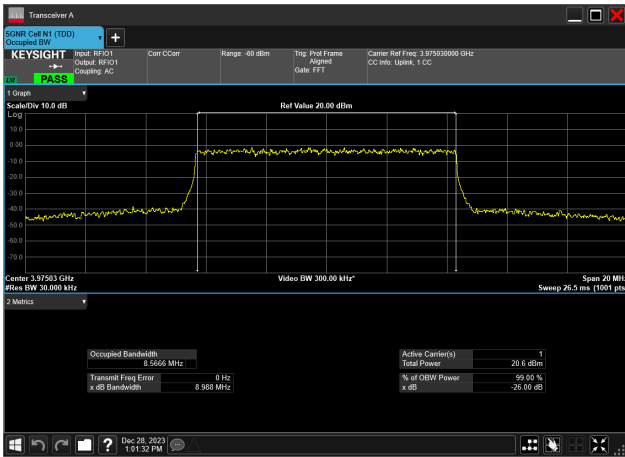 Transceiver A
5GNR Cell N1 (TDD)
Occupied BW
KEYSIGHT
PASS
Input: RFIO1
Output: RFIO1
Coupling: AC
Corr CCorr
Range: -60 dBm
Trig: Prot Frame
Aligned
Gate: FFT
Carrier Ref Freq: 3.975030000 GHz
CC Info: Uplink, 1 CC
1 Graph
Scale/Div 10.0 dB
Ref Value 20.00 dBm
Log
10.0
0.00
-10.0
-20.0
-30.0
-40.0
-50.0
-60.0
-70.0
Center 3.97503 GHz
Video BW 300.00 kHz*
Span 20 MHz
#Res BW 30.000 kHz
Sweep 26.5 ms (1001 pts
2 Metrics
Occupied Bandwidth
8.5666 MHz
Transmit Freq Error 0 Hz
x dB Bandwidth 8.988 MHz
Active Carrier(s) 1
Total Power 20.6 dBm
% of OBW Power 99.00 %
x dB -26.00 dB
?
Dec 28, 2023
1:01:32 PM